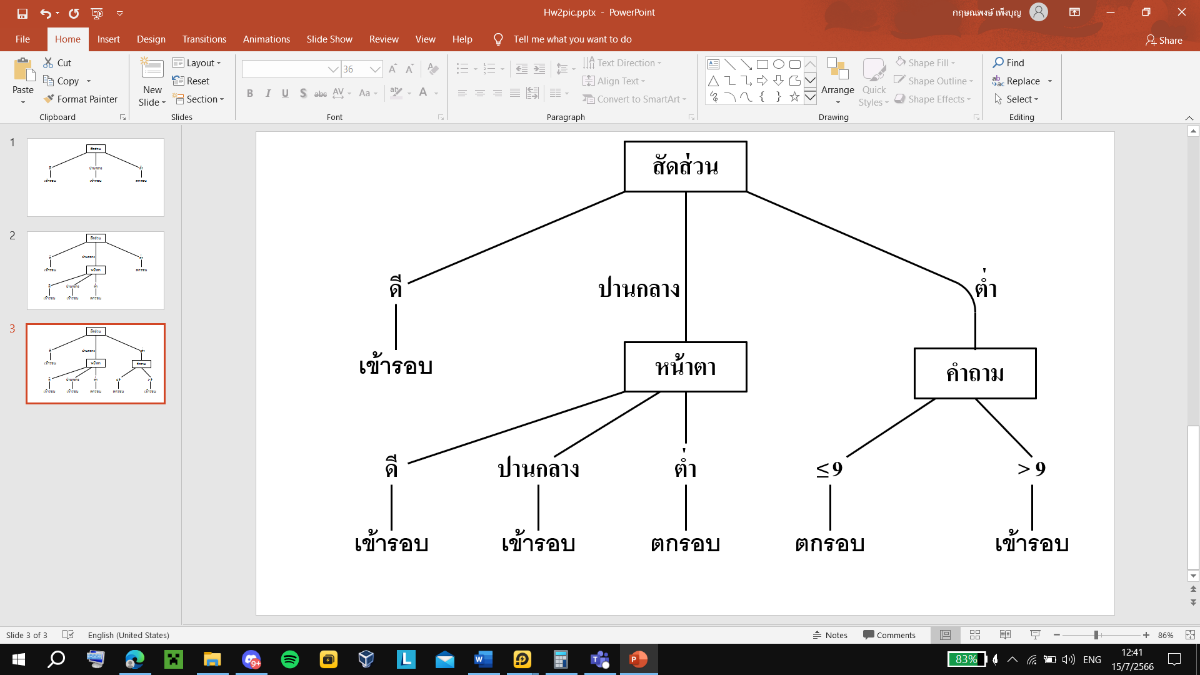 Hw2pic.pptx - PowerPoint
กฤษณพงษ์ เพ็งบุญ
File Home Insert Design Transitions Animations Slide Show Review View Help Tell me what you want to do
Share
Paste
Cut
Copy
Format Painter
Clipboard
New Slide
Layout
Reset
Section
Slides
36
B I U S abc AV Aa A
Font
Text Direction
Align Text
Convert to SmartArt
Paragraph
Arrange
Quick Styles
Shape Fill
Shape Outline
Shape Effects
Drawing
Find
Replace
Select
Editing
1
2
3
สัดส่วน
ดี ปานกลาง ต่ำ
เข้ารอบ หน้าตา คำถาม
ดี ปานกลาง ต่ำ ≤ 9 > 9
เข้ารอบ เข้ารอบ ตกรอบ ตกรอบ เข้ารอบ
Slide 3 of 3 English (United States) Notes Comments 86%
83% ENG 12:41
15/7/2566